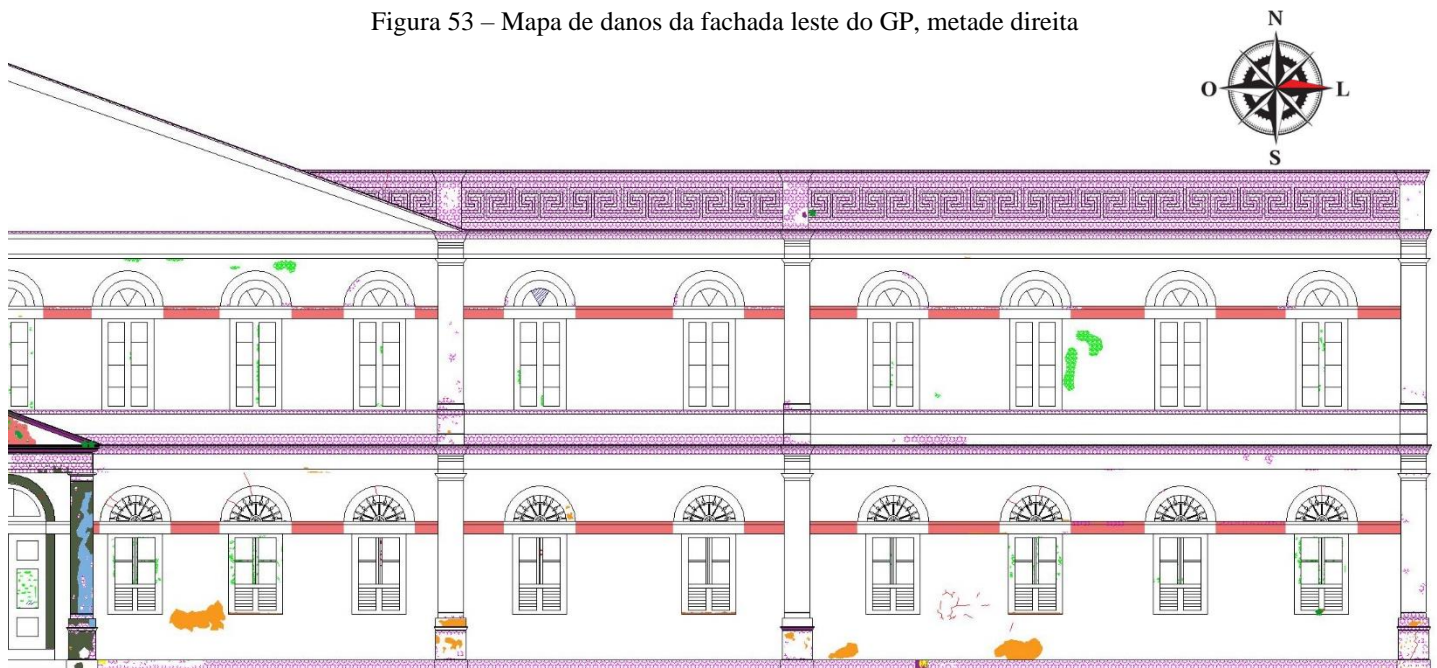 Figura 53 – Mapa de danos da fachada leste do GP, metade direita
N
O L
S